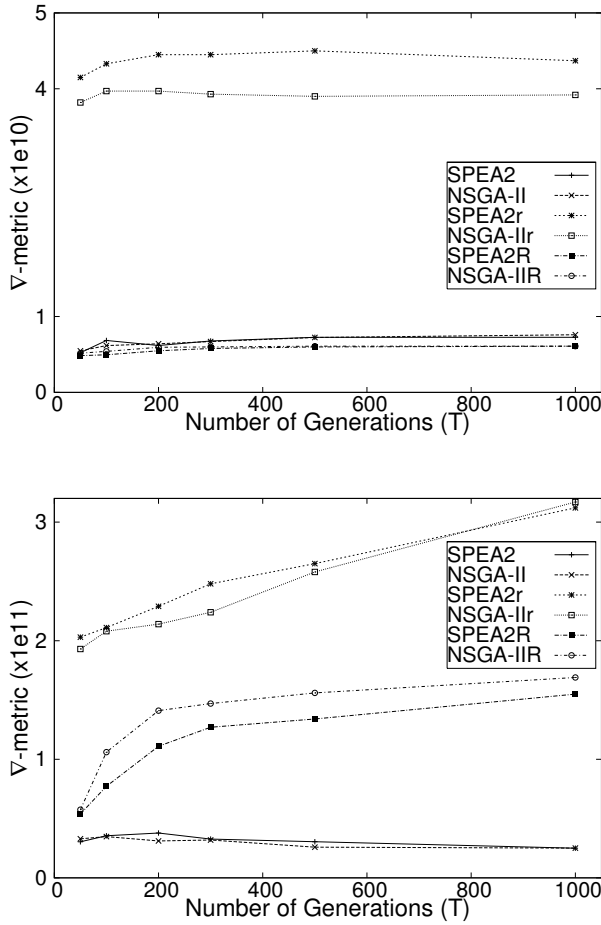 5
4
1
0
∇-metric (x1e10)
SPEA2
NSGA-II
SPEA2r
NSGA-IIr
SPEA2R
NSGA-IIR
0 200 400 600 800 1000
Number of Generations (T)
3
2
1
0
∇-metric (x1e11)
SPEA2
NSGA-II
SPEA2r
NSGA-IIr
SPEA2R
NSGA-IIR
0 200 400 600 800 1000
Number of Generations (T)